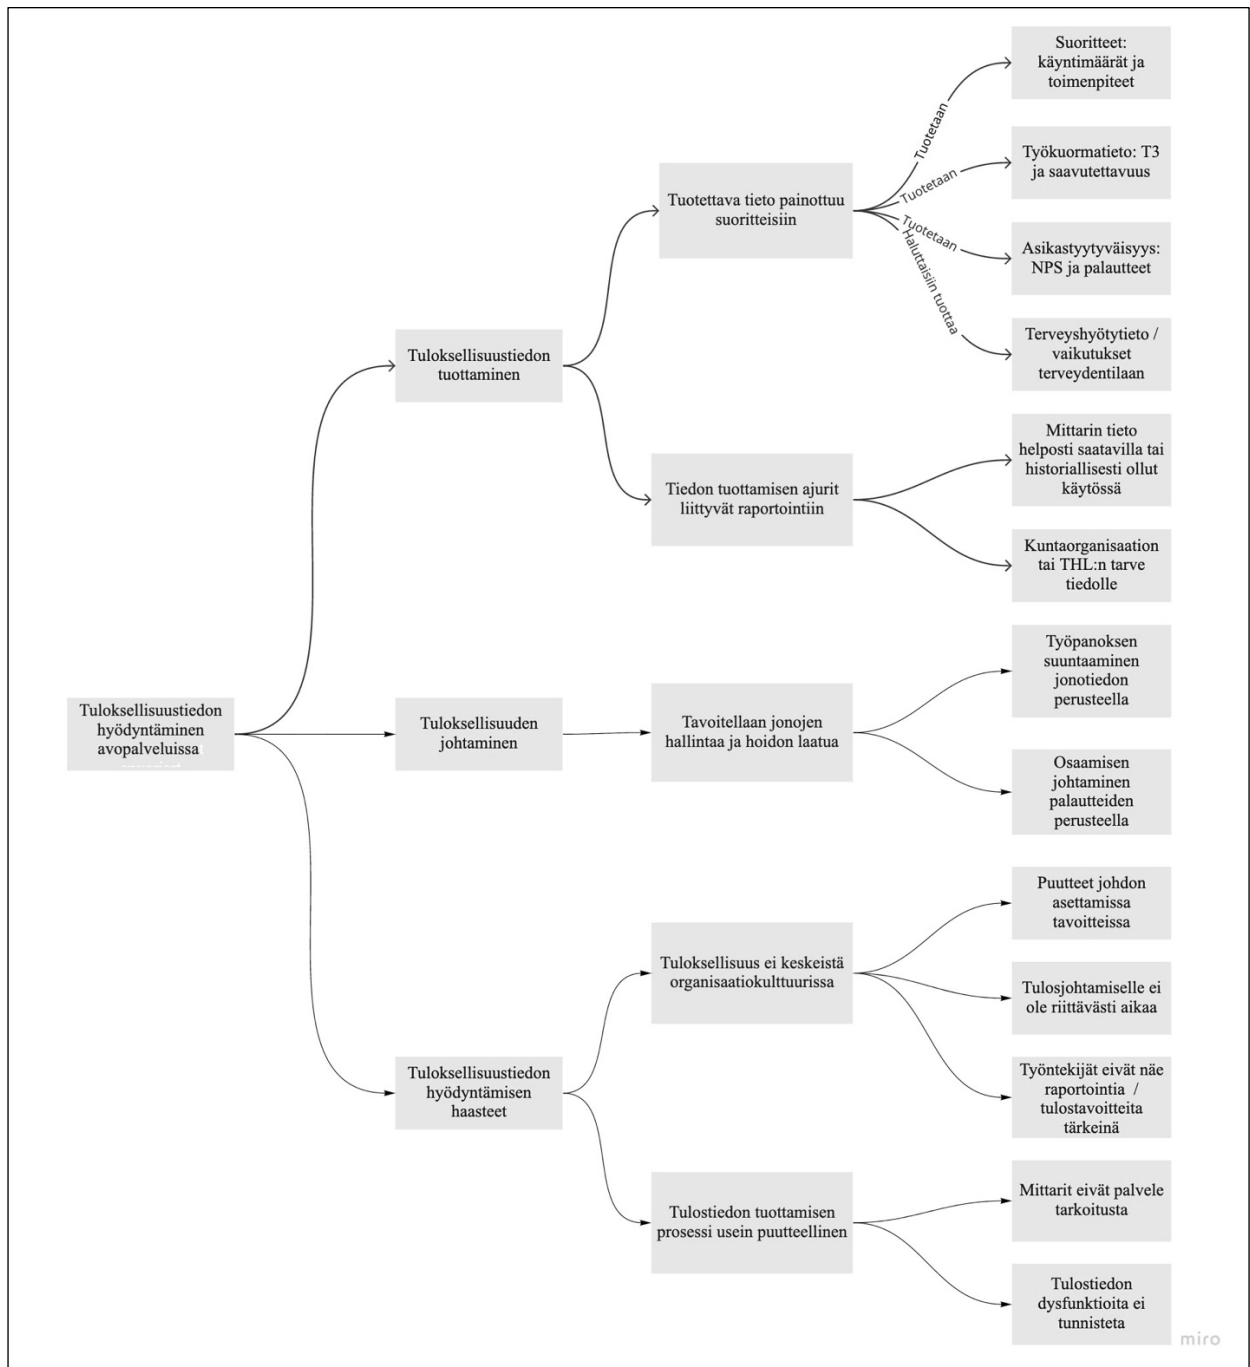 Suoritteet:
käyntimäärät ja
toimenpiteet
Tuotetaan
Työkuormatieto: T3
ja saavutettavuus
Tuotetaan
Tuotettava tieto painottuu
suoritteisiin
Tuotetaan
Asikastyytyväisyys:
NPS ja palautteet
Haluttaisiin tuottaa
Terveyshyötytieto /
vaikutukset
terveydentilaan
Tuloksellisuustiedon
tuottaminen
Mittarin tieto
helposti saatavilla tai
historiallisesti ollut
käytössä
Tiedon tuottamisen ajurit
liittyvät raportointiin
Kuntaorganisaation
tai THL:n tarve
tiedolle
Työpanoksen
suuntaaminen
jonotiedon
perusteella
Tuloksellisuustiedon
hyödyntäminen
avopalveluissa
Tuloksellisuuden
johtaminen
Tavoitellaan jonojen
hallintaa ja hoidon laatua
Osaamisen
johtaminen
palautteiden
perusteella
Puutteet johdon
asettamissa
tavoitteissa
Tuloksellisuus ei keskeistä
organisaatiokulttuurissa
Tulosjohtamiselle ei
ole riittävästi aikaa
Tuloksellisuustiedon
hyödyntämisen
haasteet
Työntekijät eivät näe
raportointia /
tulostavoitteita
tärkeinä
Mittarit eivät palvele
tarkoitusta
Tulostiedon tuottamisen
prosessi usein puutteellinen
Tulostiedon
dysfunktioita ei
tunnisteta
miro